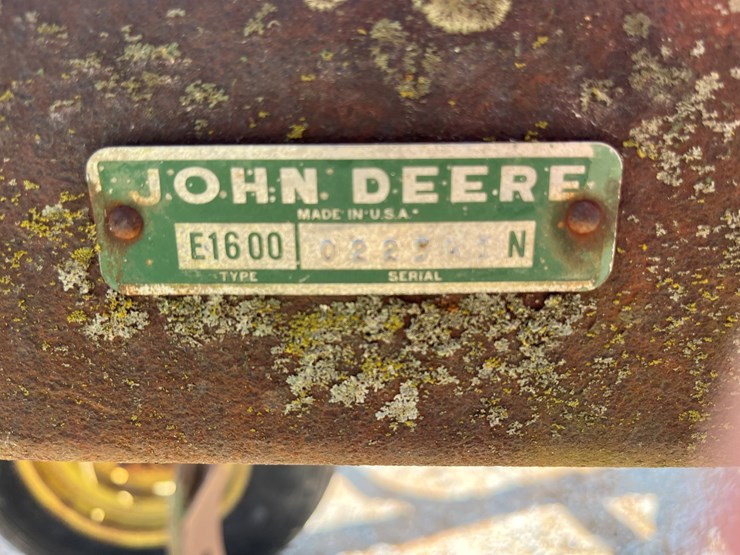 JOHN DEERE
MADE IN U.S.A.
E1600 N
TYPE SERIAL